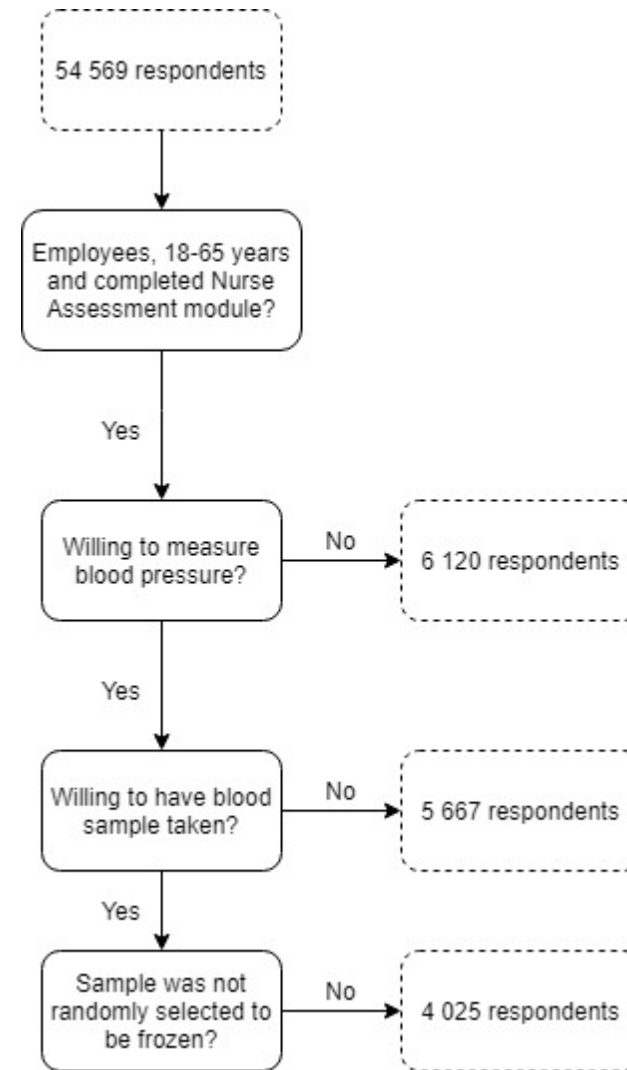 54 569 respondents
Employees, 18-65 years
and completed Nurse
Assessment module?
Yes
Willing to measure
blood pressure?
No
6 120 respondents
Yes
Willing to have blood
sample taken?
No
5 667 respondents
Yes
Sample was not
randomly selected to
be frozen?
No
4 025 respondents